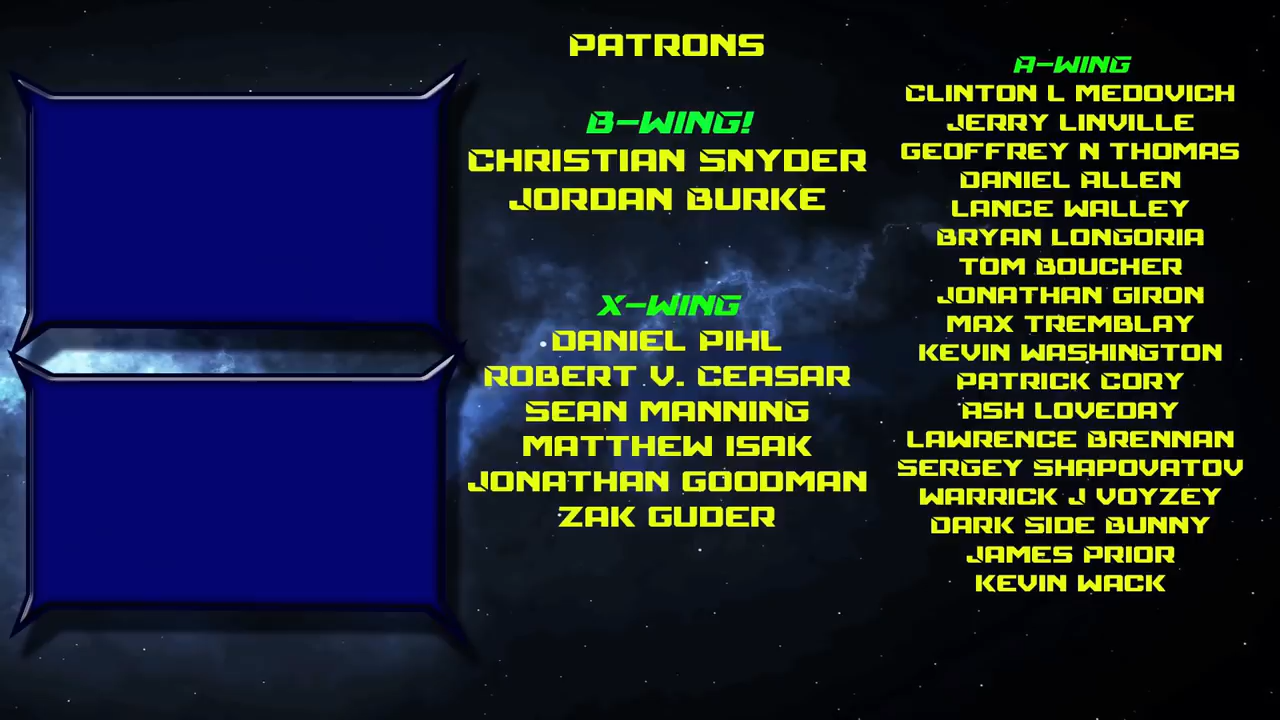 PATRONS
B-WING!
CHRISTIAN SNYDER
JORDAN BURKE
X-WING
DANIEL PIHL
ROBERT V. CEASAR
SEAN MANNING
MATTHEW ISAK
JONATHAN GOODMAN
ZAK GUDER
A-WING
CLINTON L MEDOVICH
JERRY LINVILLE
GEOFFREY N THOMAS
DANIEL ALLEN
LANCE WALLEY
BRYAN LONGORIA
TOM BOUCHER
JONATHAN GIRON
MAX TREMBLAY
KEVIN WASHINGTON
PATRICK CORY
ASH LOVEDAY
LAWRENCE BRENNAN
SERGEY SHAPOVATOV
WARRICK J VOYZEY
DARK SIDE BUNNY
JAMES PRIOR
KEVIN WACK